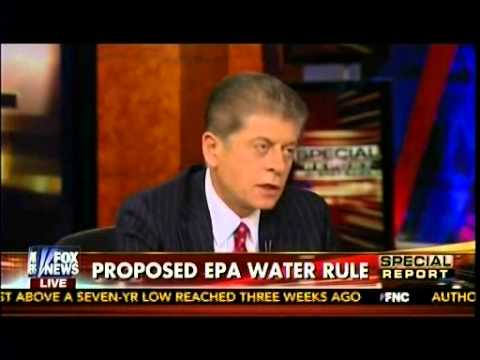 SPECIAL
FOX
NEWS
LIVE
PROPOSED EPA WATER RULE
SPECIAL
REPORT
ST ABOVE A SEVEN-YR LOW REACHED THREE WEEKS AGO
#FNC
AUTHO